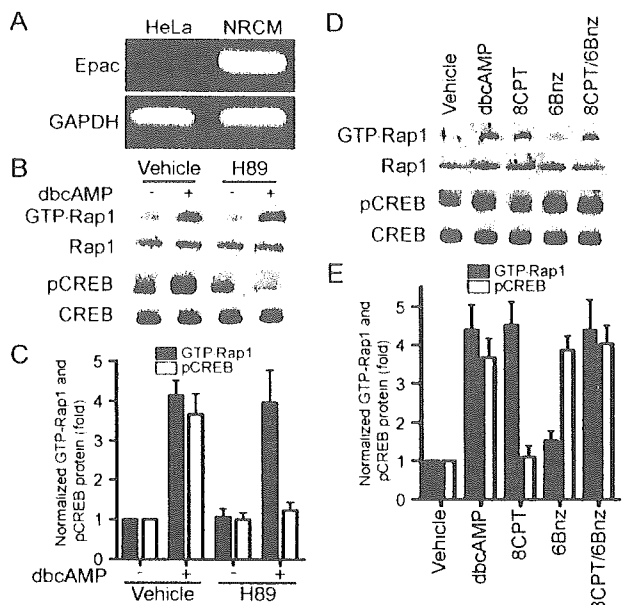 A
HeLa NRCM
Epac
GAPDH
B
Vehicle H89
dbcAMP - + - +
GTP·Rap1
Rap1
pCREB
CREB
C
GTP-Rap1
pCREB
Normalized GTP-Rap1 and
pCREB protein (fold)
5
4
3
2
1
0
dbcAMP - + - +
Vehicle H89
D
Vehicle
dbcAMP
8CPT
6Bnz
8CPT/6Bnz
GTP·Rap1
Rap1
pCREB
CREB
E
GTP-Rap1
pCREB
Normalized GTP-Rap1 and
pCREB protein (fold)
5
4
3
2
1
0
Vehicle
dbcAMP
8CPT
6Bnz
8CPT/6Bnz